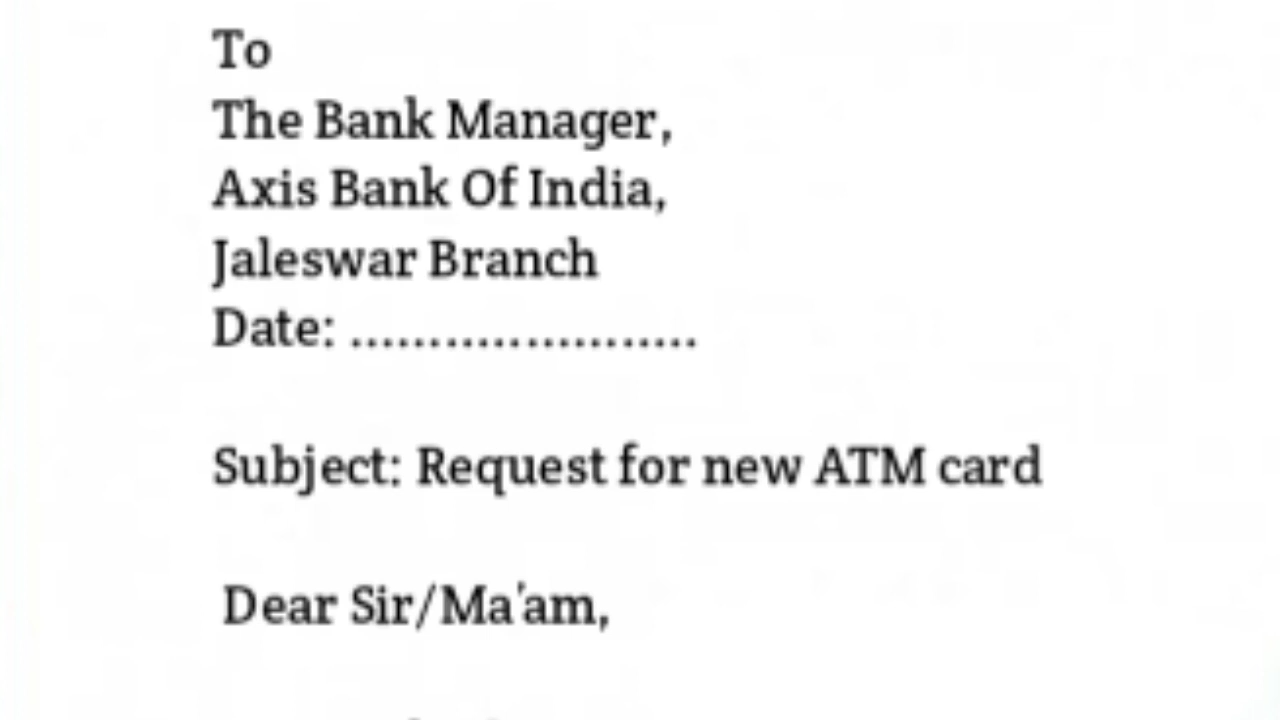 To
The Bank Manager,
Axis Bank Of India,
Jaleswar Branch
Date: ......................
Subject: Request for new ATM card
Dear Sir/Ma'am,